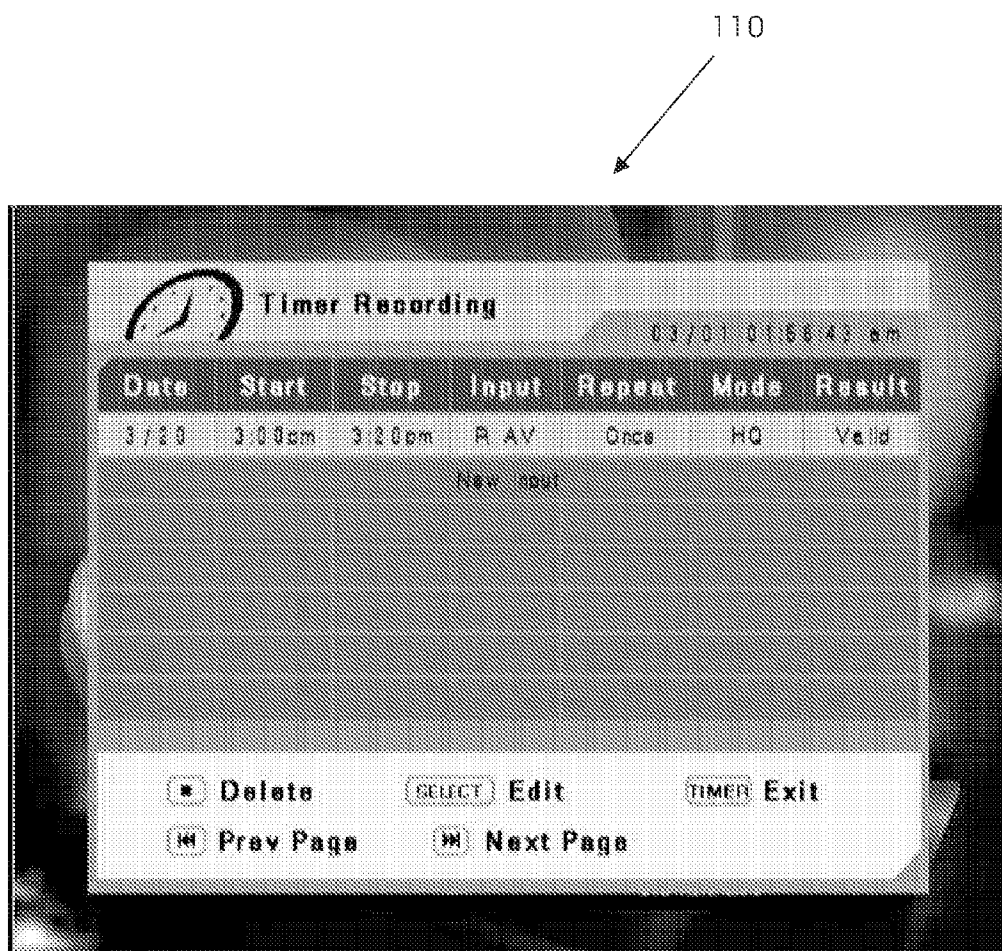 110
Timer Recording
03/01 01:56:43 am
Date Start Stop Input Repeat Mode Result
3/20 3:00pm 3:20pm R. AV Once HQ Valid
New Input
Delete SELECT Edit TIMER Exit
Prev Page Next Page